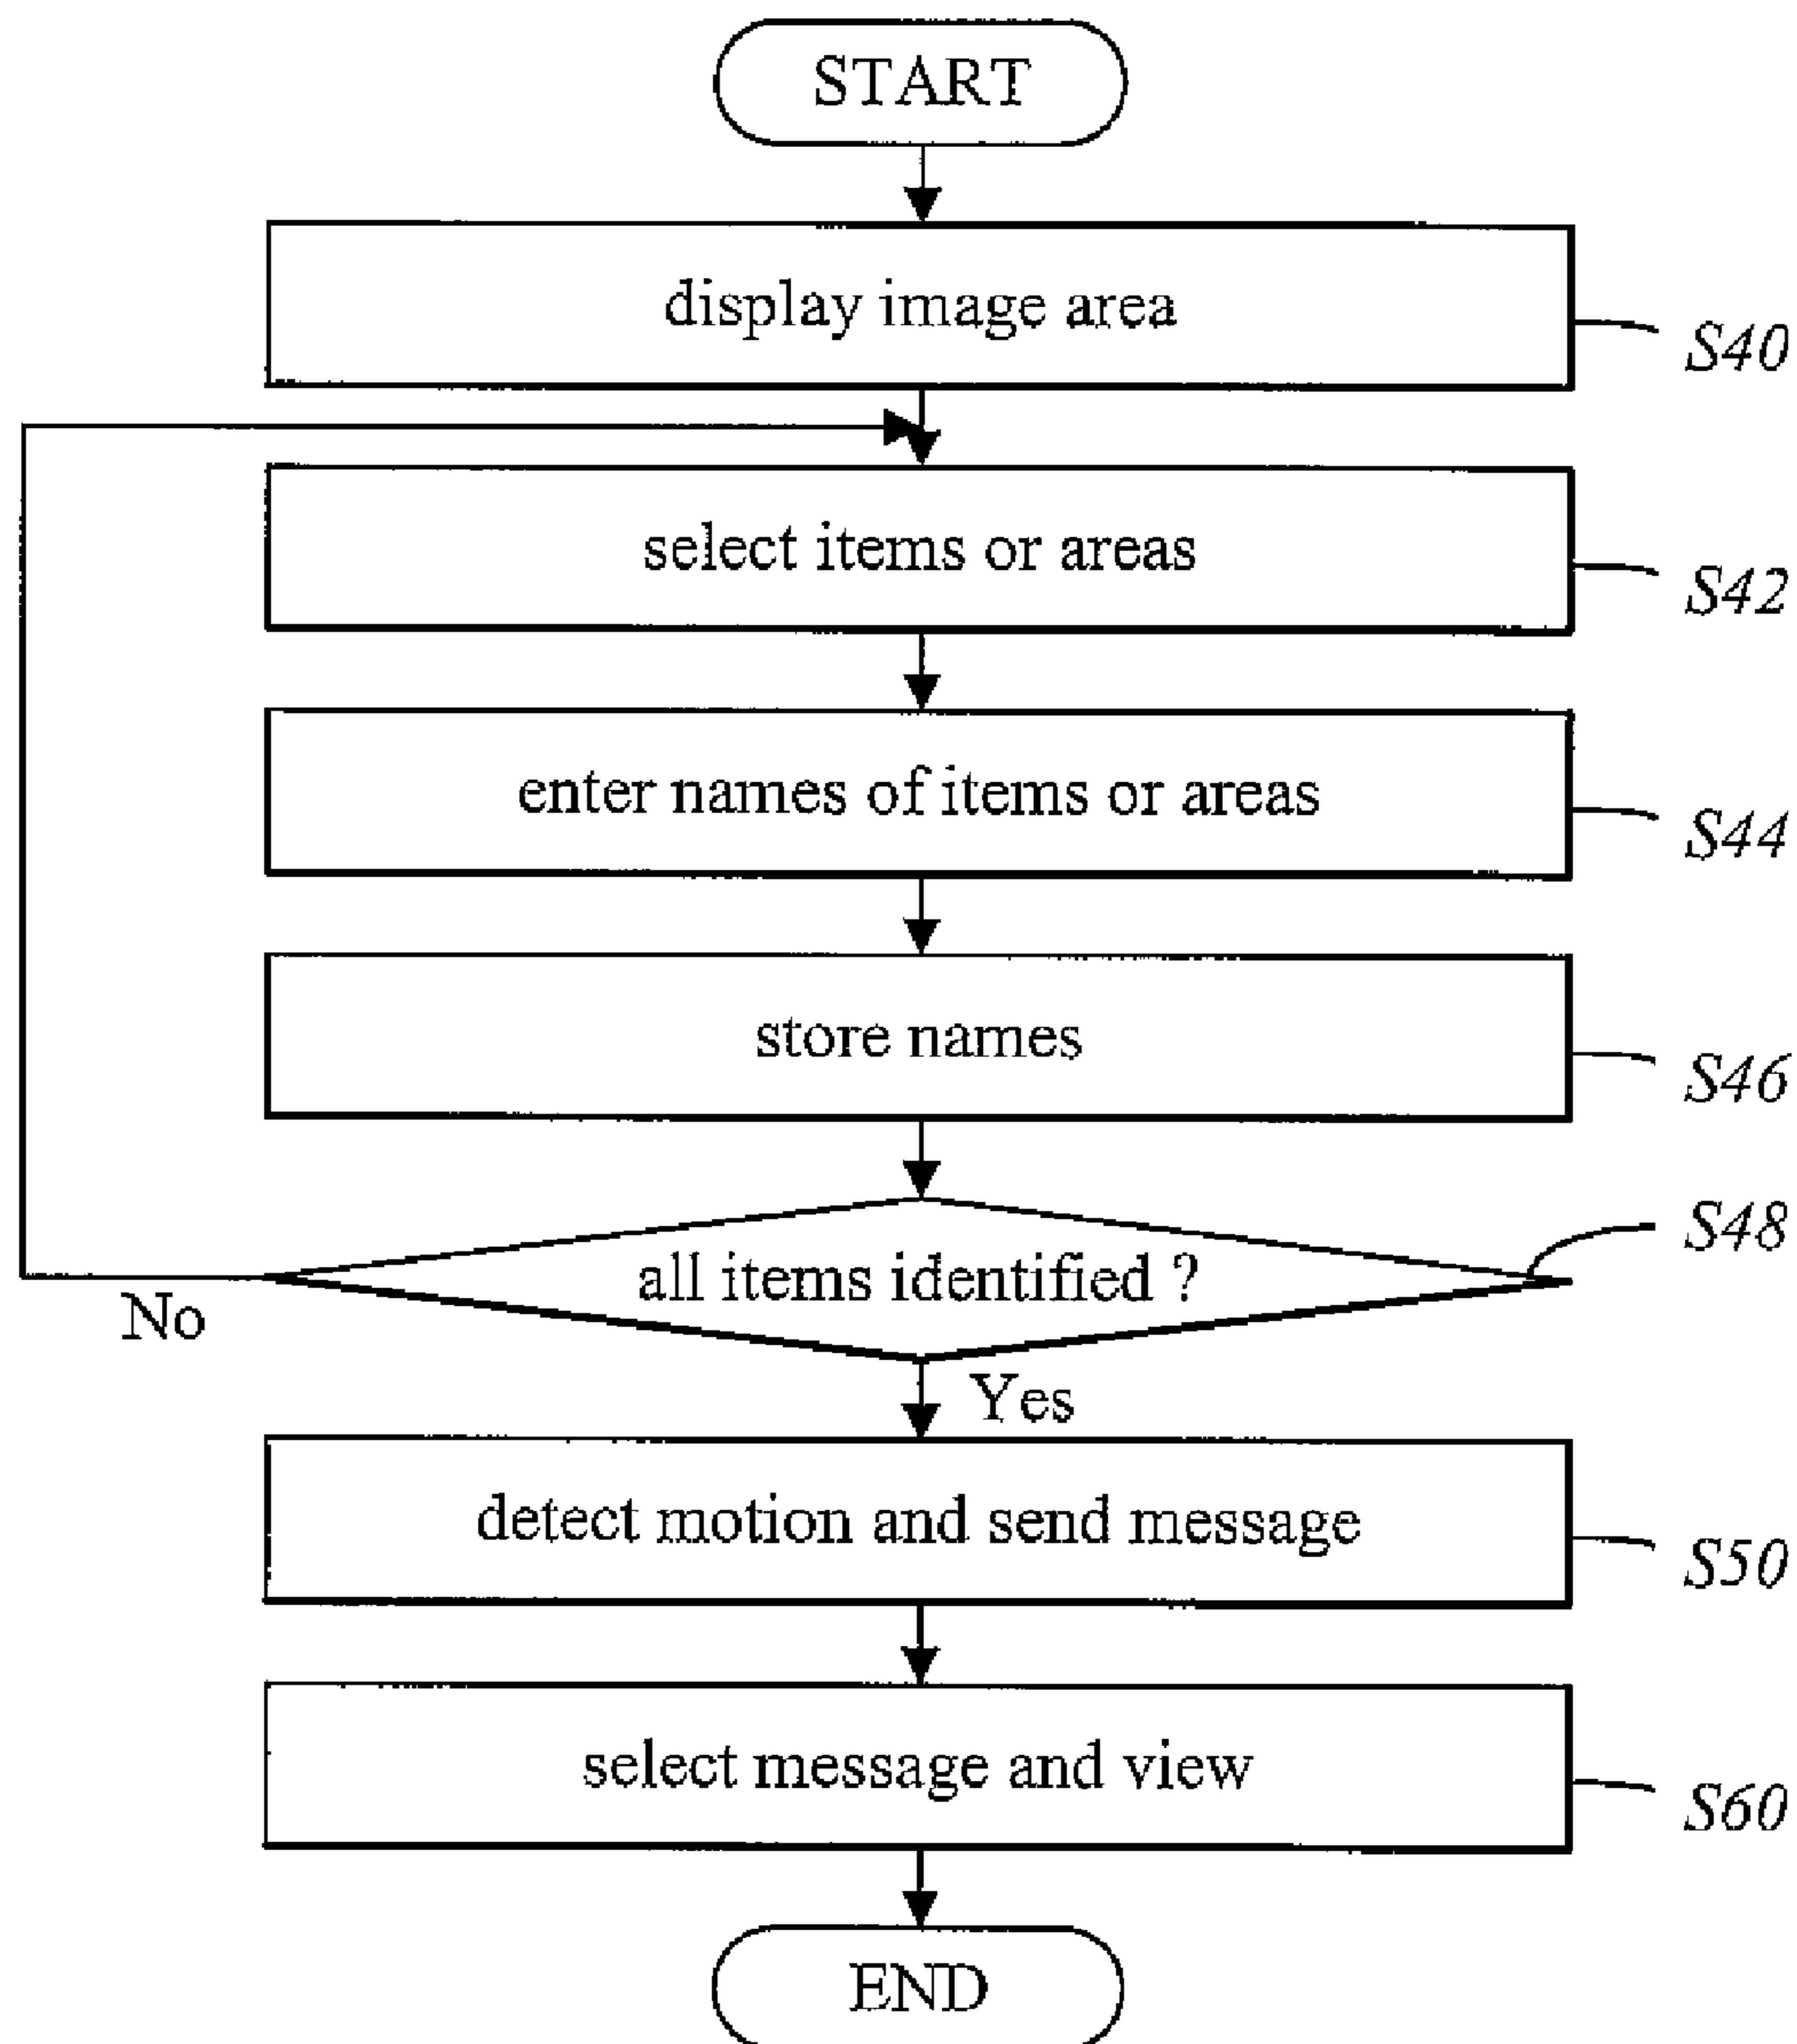 START
display image area
S40
select items or areas
S42
enter names of items or areas
S44
store names
S46
all items identified ?
S48
No
Yes
detect motion and send message
S50
select message and view
S60
END